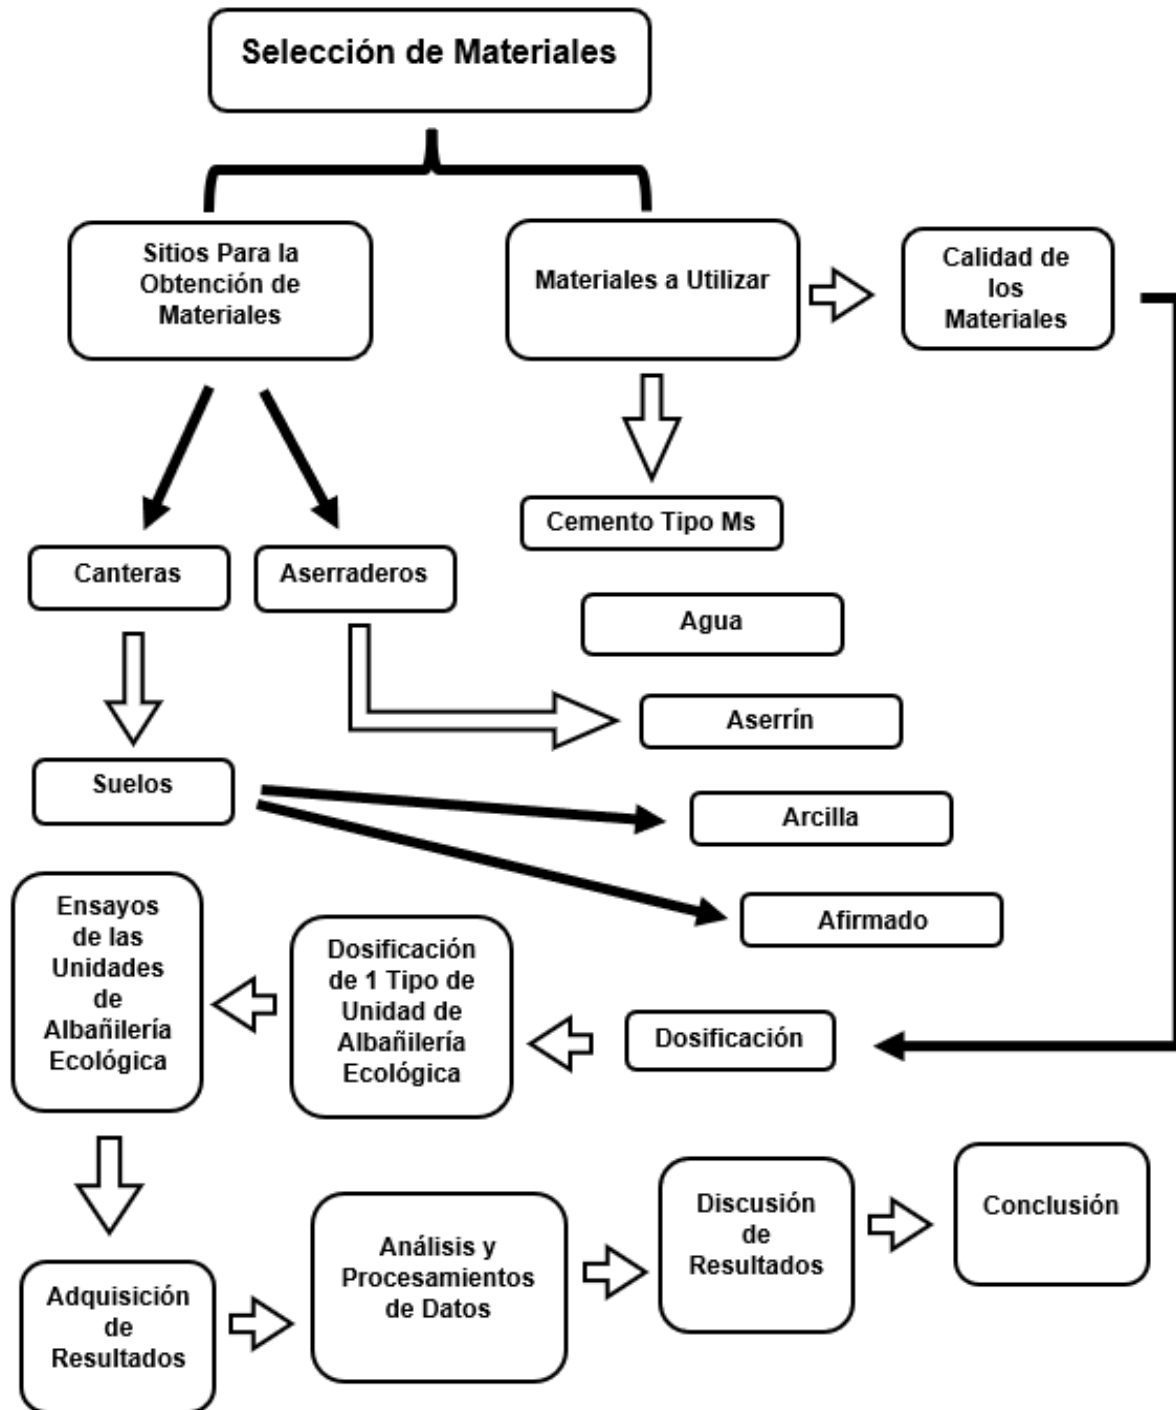 Selección de Materiales
Sitios Para la
Obtención de
Materiales
Materiales a Utilizar
Calidad de
los
Materiales
Cemento Tipo Ms
Canteras
Aserraderos
Agua
Aserrín
Suelos
Arcilla
Afirmado
Ensayos
de las
Unidades
de
Albañilería
Ecológica
Dosificación
de 1 Tipo de
Unidad de
Albañilería
Ecológica
Dosificación
Adquisición
de
Resultados
Análisis y
Procesamientos
de Datos
Discusión
de
Resultados
Conclusión